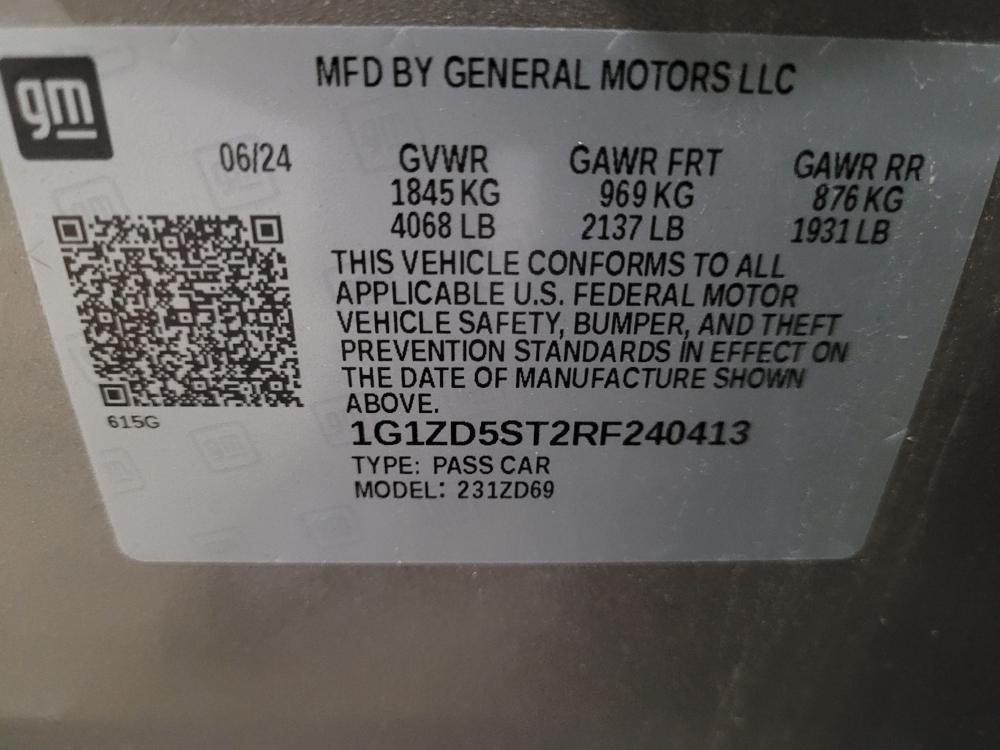 gm
MFD BY GENERAL MOTORS LLC
06/24 GVWR GAWR FRT GAWR RR
1845 KG 969 KG 876 KG
4068 LB 2137 LB 1931 LB
THIS VEHICLE CONFORMS TO ALL
APPLICABLE U.S. FEDERAL MOTOR
VEHICLE SAFETY, BUMPER, AND THEFT
PREVENTION STANDARDS IN EFFECT ON
THE DATE OF MANUFACTURE SHOWN
ABOVE.
615G
1G1ZD5ST2RF240413
TYPE: PASS CAR
MODEL: 231ZD69